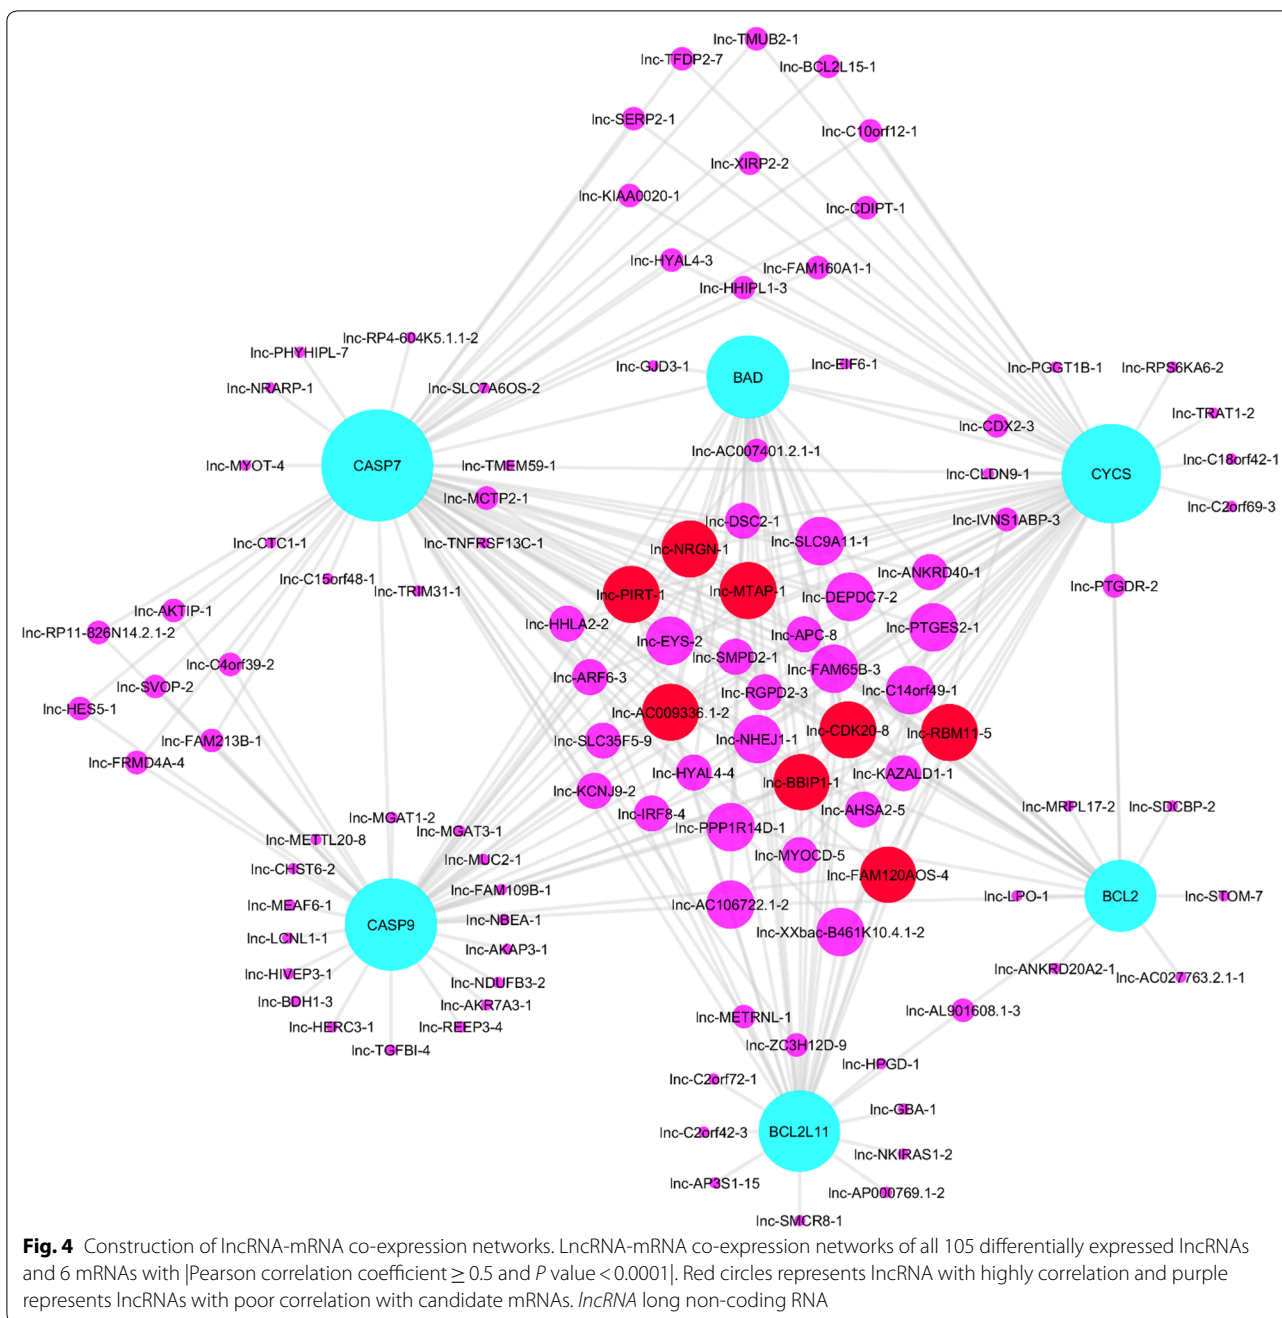 lnc-TMUB2-1
lnc-TFDP2-7
lnc-BCL2L15-1
lnc-SERP2-1
lnc-C10orf12-1
lnc-XIRP2-2
lnc-KIAA0020-1
lnc-CDIPT-1
lnc-HYAL4-3
lnc-FAM160A1-1
lnc-HHIPL1-3
lnc-RP4-604K5.1.1-2
lnc-PHYHIPL-7
lnc-GJD3-1
BAD
lnc-EIF6-1
lnc-PGGT1B-1
lnc-RPS6KA6-2
lnc-NRARP-1
lnc-SLC7A6OS-2
lnc-TRAT1-2
lnc-CDX2-3
lnc-AC007401.2.1-1
lnc-MYOT-4
CASP7
lnc-TMEM59-1
lnc-CLDN9-1
CYCS
lnc-C18orf42-1
lnc-MCTP2-1
lnc-C2orf69-3
lnc-DSC2-1
lnc-IVNS1ABP-3
lnc-CTC1-1
lnc-TNFRSF13C-1
lnc-NRGN-1
lnc-SLC9A11-1
lnc-C15orf48-1
lnc-TRIM31-1
lnc-ANKRD40-1
lnc-PTGDR-2
lnc-PIRT-1
lnc-MTAP-1
lnc-DEPDC7-2
lnc-AKTIP-1
lnc-RP11-826N14.2.1-2
lnc-HHLA2-2
lnc-EYS-2
lnc-APC-8
lnc-PTGES2-1
lnc-C4orf39-2
lnc-SMPD2-1
lnc-FAM65B-3
lnc-SVOP-2
lnc-ARF6-3
lnc-RGPD2-3
lnc-C14orf49-1
lnc-HES5-1
lnc-AC009336.1-2
lnc-CDK20-8
lnc-RBM11-5
lnc-FAM213B-1
lnc-SLC35F5-9
lnc-NHEJ1-1
lnc-FRMD4A-4
lnc-HYAL4-4
lnc-BBIP1-1
lnc-KAZALD1-1
lnc-KCNJ9-2
lnc-IRF8-4
lnc-AHSA2-5
lnc-MRPL17-2
lnc-SDCBP-2
lnc-MGAT1-2
lnc-MGAT3-1
lnc-PPP1R14D-1
lnc-METTL20-8
lnc-MUC2-1
lnc-MYOCD-5
lnc-CHST6-2
lnc-FAM109B-1
lnc-FAM120AOS-4
lnc-LPO-1
BCL2
lnc-STOM-7
lnc-MEAF6-1
CASP9
lnc-NBEA-1
lnc-AC106722.1-2
lnc-XXbac-B461K10.4.1-2
lnc-LCNL1-1
lnc-AKAP3-1
lnc-HIVEP3-1
lnc-NDUFB3-2
lnc-ANKRD20A2-1
lnc-AC027763.2.1-1
lnc-BDH1-3
lnc-AKR7A3-1
lnc-HERC3-1
lnc-REEP3-4
lnc-METRNL-1
lnc-AL901608.1-3
lnc-TGFBI-4
lnc-ZC3H12D-9
lnc-HPGD-1
lnc-C2orf72-1
lnc-GBA-1
lnc-C2orf42-3
BCL2L11
lnc-NKIRAS1-2
lnc-AP3S1-15
lnc-AP000769.1-2
lnc-SMCR8-1
Fig. 4 Construction of lncRNA-mRNA co-expression networks. LncRNA-mRNA co-expression networks of all 105 differentially expressed lncRNAs
and 6 mRNAs with |Pearson correlation coefficient ≥ 0.5 and P value < 0.0001|. Red circles represents lncRNA with highly correlation and purple
represents lncRNAs with poor correlation with candidate mRNAs. lncRNA long non-coding RNA